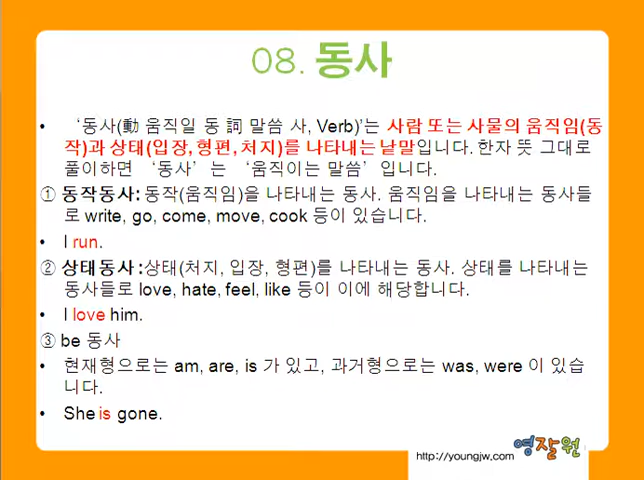 08. 동사
• ‘동사(動 움직일 동 詞 말씀 사, Verb)’는 사람 또는 사물의 움직임(동
작)과 상태(입장, 형편, 처지)를 나타내는 낱말입니다. 한자 뜻 그대로
풀이하면 ‘동사’는 ‘움직이는 말씀’입니다.
① 동작동사: 동작(움직임)을 나타내는 동사. 움직임을 나타내는 동사들
로 write, go, come, move, cook 등이 있습니다.
• I run.
② 상태동사 :상태(처지, 입장, 형편)를 나타내는 동사. 상태를 나타내는
동사들로 love, hate, feel, like 등이 이에 해당합니다.
• I love him.
③ be 동사
• 현재형으로는 am, are, is 가 있고, 과거형으로는 was, were 이 있습
니다.
• She is gone.
영잘원
http://youngjw.com